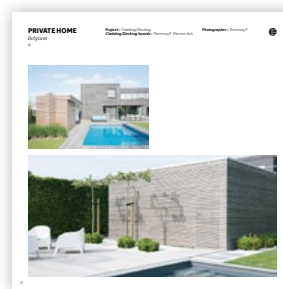 PRIVATE HOME
Belgium
Project : Cladding/Decking
Cladding/Decking boards : Thermory® Thermo-Ash
Photographer : Thermory®